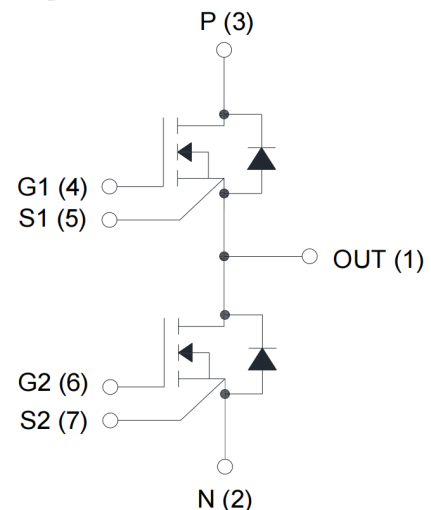 P (3)
G1 (4)
S1 (5)
OUT (1)
G2 (6)
S2 (7)
N (2)